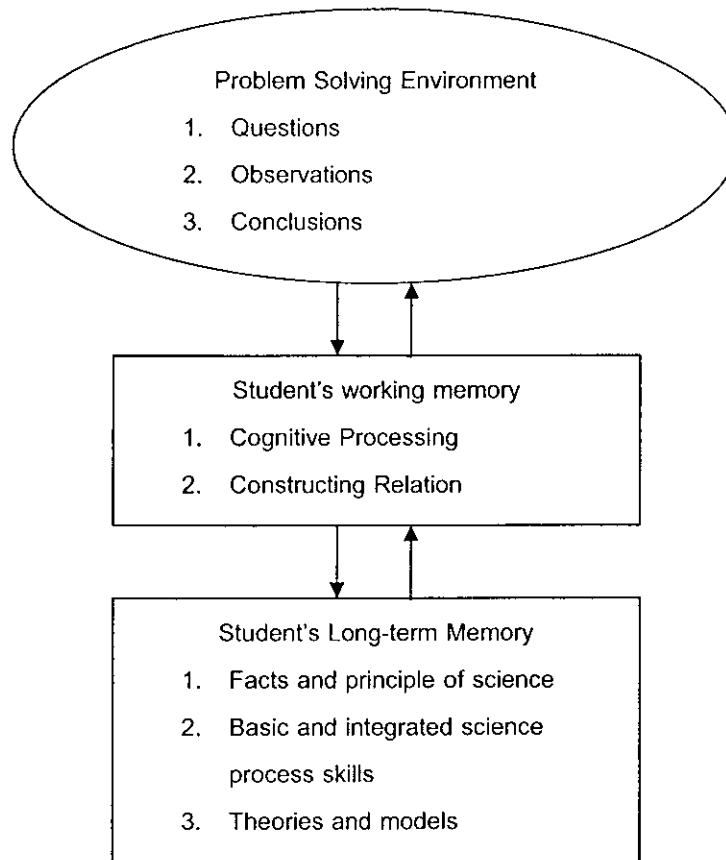 Problem Solving Environment
1. Questions
2. Observations
3. Conclusions
Student's working memory
1. Cognitive Processing
2. Constructing Relation
Student's Long-term Memory
1. Facts and principle of science
2. Basic and integrated science
process skills
3. Theories and models